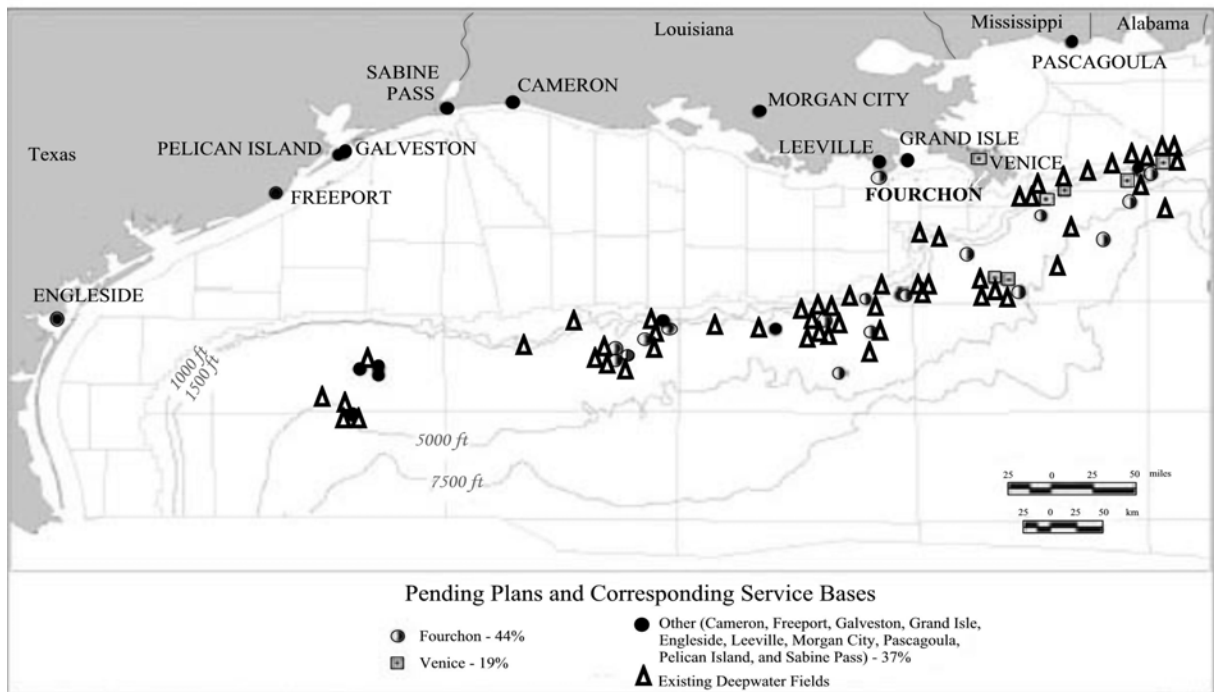 Louisiana
Mississippi
Alabama
PASCAGOULA
SABINE
PASS
CAMERON
MORGAN CITY
Texas
PELICAN ISLAND
GALVESTON
LEEVILLE
GRAND ISLE
VENICE
FOURCHON
FREEPORT
ENGLESIDE
1000 ft
1500 ft
5000 ft
7500 ft
25 0 25 50 miles
25 0 25 50 km
Pending Plans and Corresponding Service Bases
Fourchon - 44%
Venice - 19%
Other (Cameron, Freeport, Galveston, Grand Isle,
Engleside, Leeville, Morgan City, Pascagoula,
Pelican Island, and Sabine Pass) - 37%
Existing Deepwater Fields